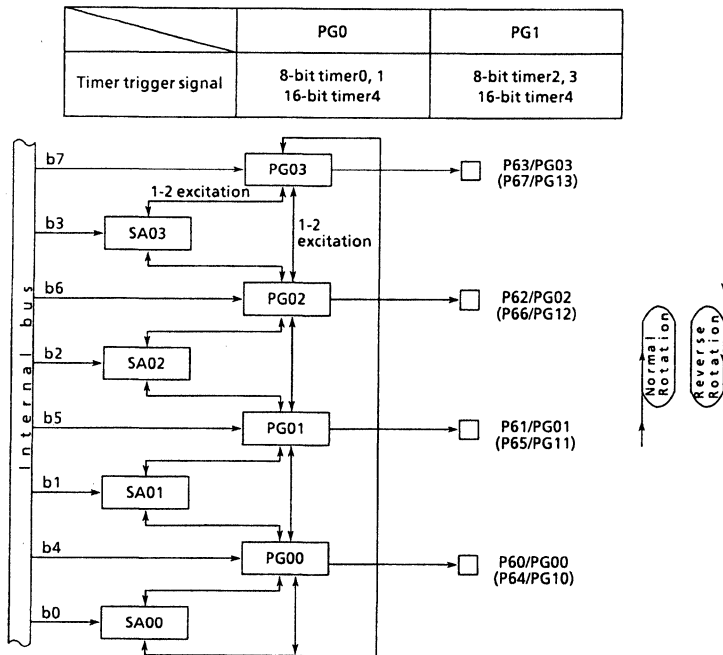 PG0 PG1
Timer trigger signal 8-bit timer0, 1 8-bit timer2, 3
16-bit timer4 16-bit timer4
b7 PG03 P63/PG03
(P67/PG13)
1-2 excitation
b3 SA03 1-2
excitation
b6 PG02 P62/PG02
(P66/PG12)
b2 SA02
b5 PG01 P61/PG01
(P65/PG11)
b1 SA01
b4 PG00 P60/PG00
(P64/PG10)
b0 SA00
Internal bus
Normal
Rotation
Reverse
Rotation